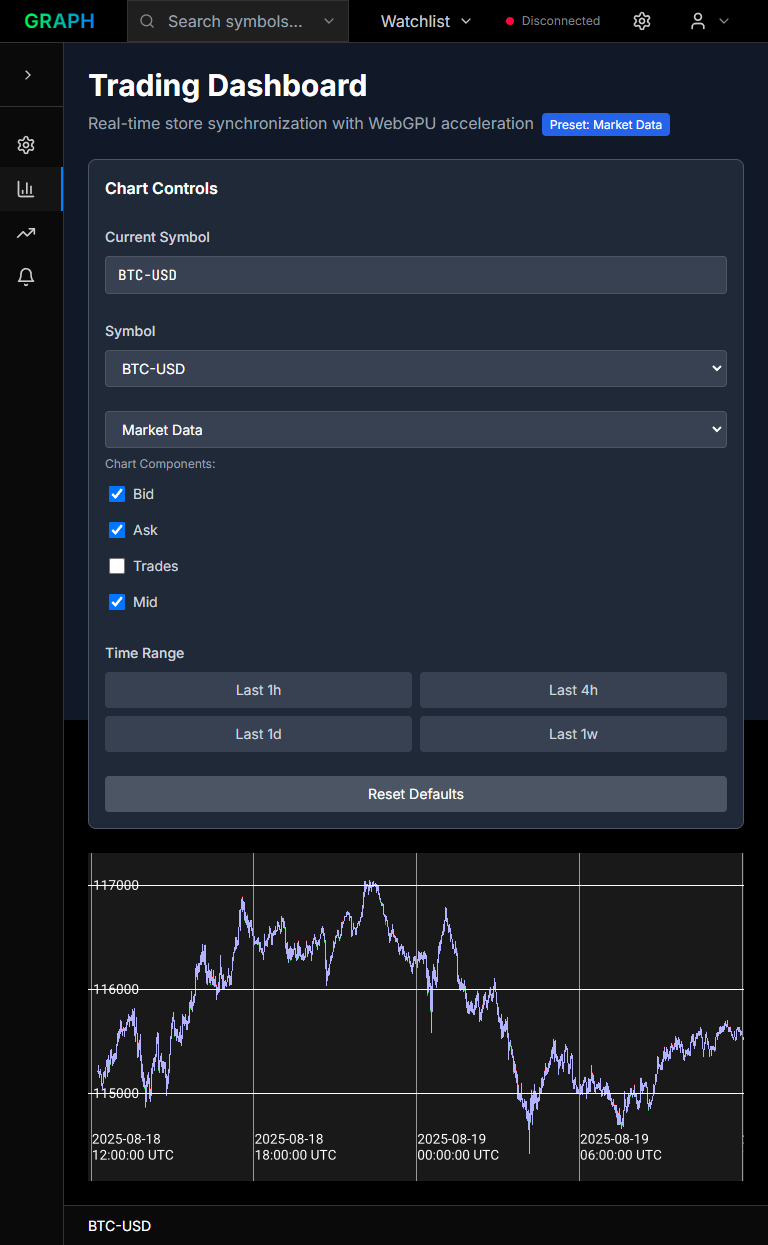 GRAPH
Search symbols...
Watchlist
Disconnected
Trading Dashboard
Real-time store synchronization with WebGPU acceleration
Preset: Market Data
Chart Controls
Current Symbol
BTC-USD
Symbol
BTC-USD
Market Data
Chart Components:
Bid
Ask
Trades
Mid
Time Range
Last 1h
Last 4h
Last 1d
Last 1w
Reset Defaults
117000
116000
115000
2025-08-18
12:00:00 UTC
2025-08-18
18:00:00 UTC
2025-08-19
00:00:00 UTC
2025-08-19
06:00:00 UTC
BTC-USD